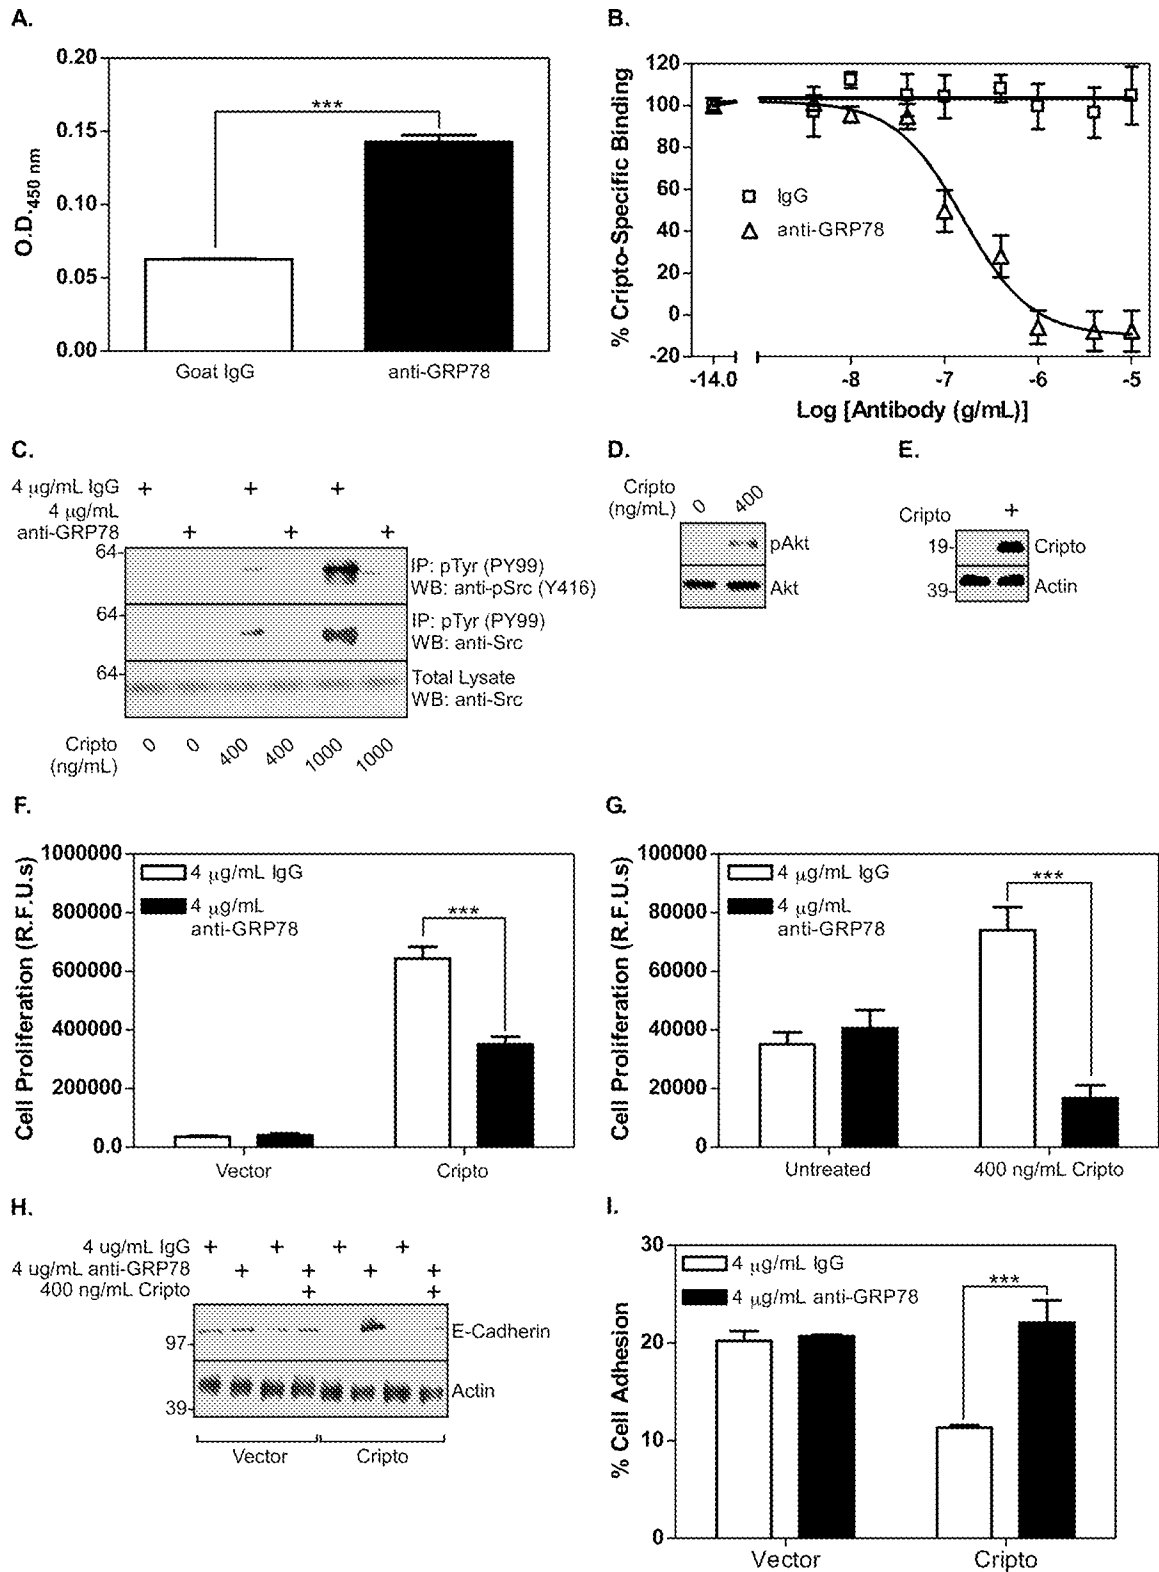 A.
0.20
0.15
0.10
0.05
0.00
O.D.450 nm
***
Goat IgG
anti-GRP78
B.
120
100
80
60
40
20
0
-20
% Cripto-Specific Binding
IgG
anti-GRP78
-14.0
-8
-7
-6
-5
Log [Antibody (g/mL)]
C.
4 µg/mL IgG + + +
4 µg/mL
anti-GRP78 + + +
64-
IP: pTyr (PY99)
WB: anti-pSrc (Y416)
64-
IP: pTyr (PY99)
WB: anti-Src
64-
Total Lysate
WB: anti-Src
Cripto
(ng/mL)
0 0 400 400 1000 1000
D.
Cripto
(ng/mL)
0 400
pAkt
Akt
E.
Cripto +
19- Cripto
39- Actin
F.
1000000
800000
600000
400000
200000
0.0
Cell Proliferation (R.F.U.s)
4 µg/mL IgG
4 µg/mL
anti-GRP78
***
Vector
Cripto
G.
100000
80000
60000
40000
20000
0
Cell Proliferation (R.F.U.s)
4 µg/mL IgG
4 µg/mL
anti-GRP78
***
Untreated
400 ng/mL Cripto
H.
4 ug/mL IgG + + + +
4 ug/mL anti-GRP78 + + + +
400 ng/mL Cripto + +
97-
E-Cadherin
39-
Actin
Vector
Cripto
I.
30
20
10
0
% Cell Adhesion
4 µg/mL IgG
4 µg/mL anti-GRP78
***
Vector
Cripto